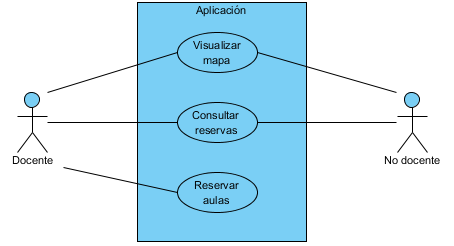 Aplicación
Visualizar
mapa
Consultar
reservas
Docente
No docente
Reservar
aulas